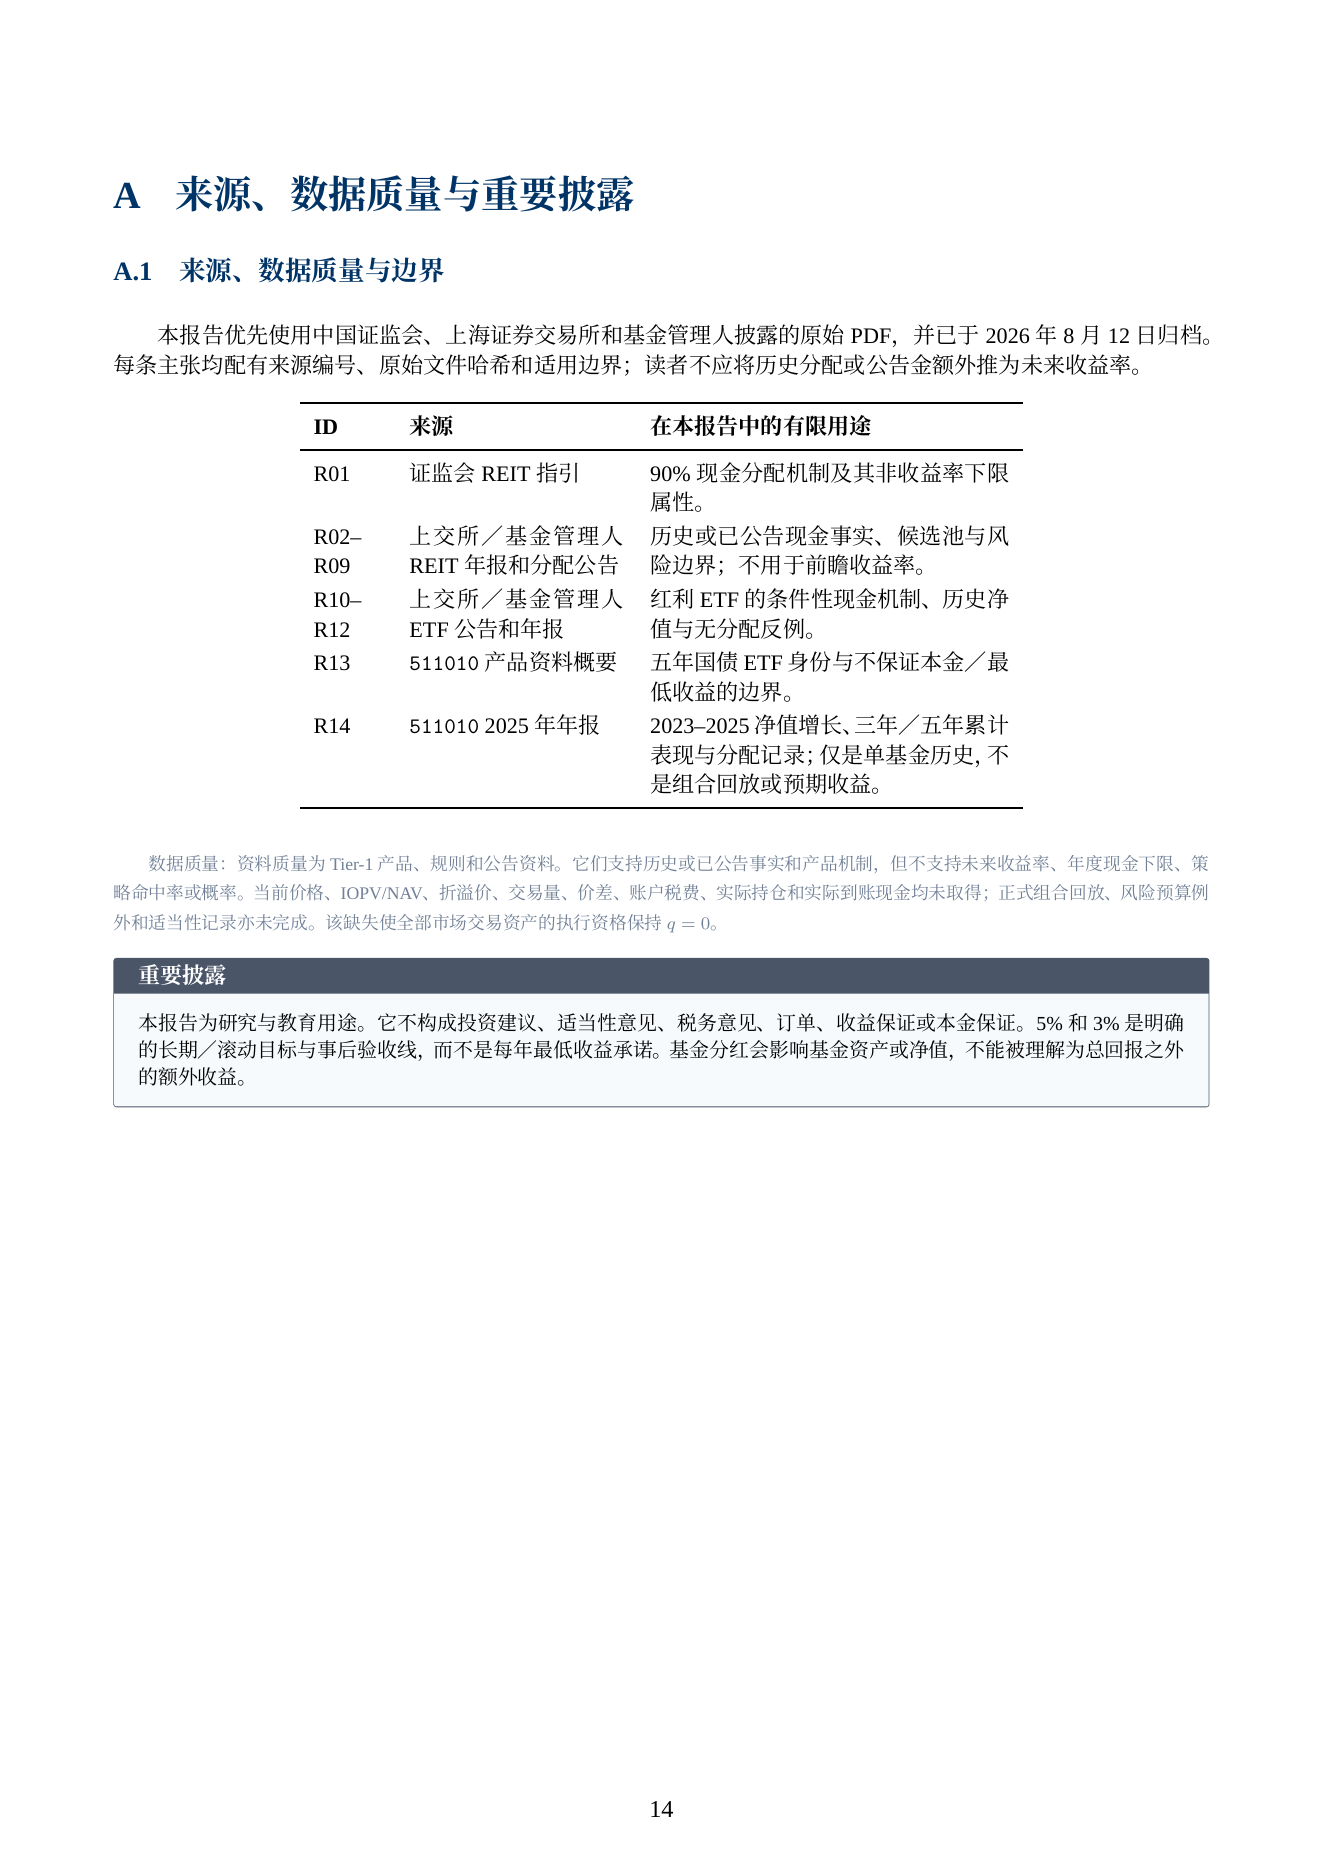 A 来源、数据质量与重要披露
A.1 来源、数据质量与边界
本报告优先使用中国证监会、上海证券交易所和基金管理人披露的原始 PDF，并已于 2026 年 8 月 12 日归档。
每条主张均配有来源编号、原始文件哈希和适用边界；读者不应将历史分配或公告金额外推为未来收益率。
ID 来源 在本报告中的有限用途
R01 证监会 REIT 指引 90% 现金分配机制及其非收益率下限
属性。
R02– 上交所／基金管理人 历史或已公告现金事实、候选池与风
R09 REIT 年报和分配公告 险边界；不用于前瞻收益率。
R10– 上交所／基金管理人 红利 ETF 的条件性现金机制、历史净
R12 ETF 公告和年报 值与无分配反例。
R13 511010 产品资料概要 五年国债 ETF 身份与不保证本金／最
低收益的边界。
R14 511010 2025 年年报 2023–2025 净值增长、三年／五年累计
表现与分配记录；仅是单基金历史，不
是组合回放或预期收益。
数据质量：资料质量为 Tier-1 产品、规则和公告资料。它们支持历史或已公告事实和产品机制，但不支持未来收益率、年度现金下限、策
略命中率或概率。当前价格、IOPV/NAV、折溢价、交易量、价差、账户税费、实际持仓和实际到账现金均未取得；正式组合回放、风险预算例
外和适当性记录亦未完成。该缺失使全部市场交易资产的执行资格保持 q = 0。
重要披露
本报告为研究与教育用途。它不构成投资建议、适当性意见、税务意见、订单、收益保证或本金保证。5% 和 3% 是明确
的长期／滚动目标与事后验收线，而不是每年最低收益承诺。基金分红会影响基金资产或净值，不能被理解为总回报之外
的额外收益。
14